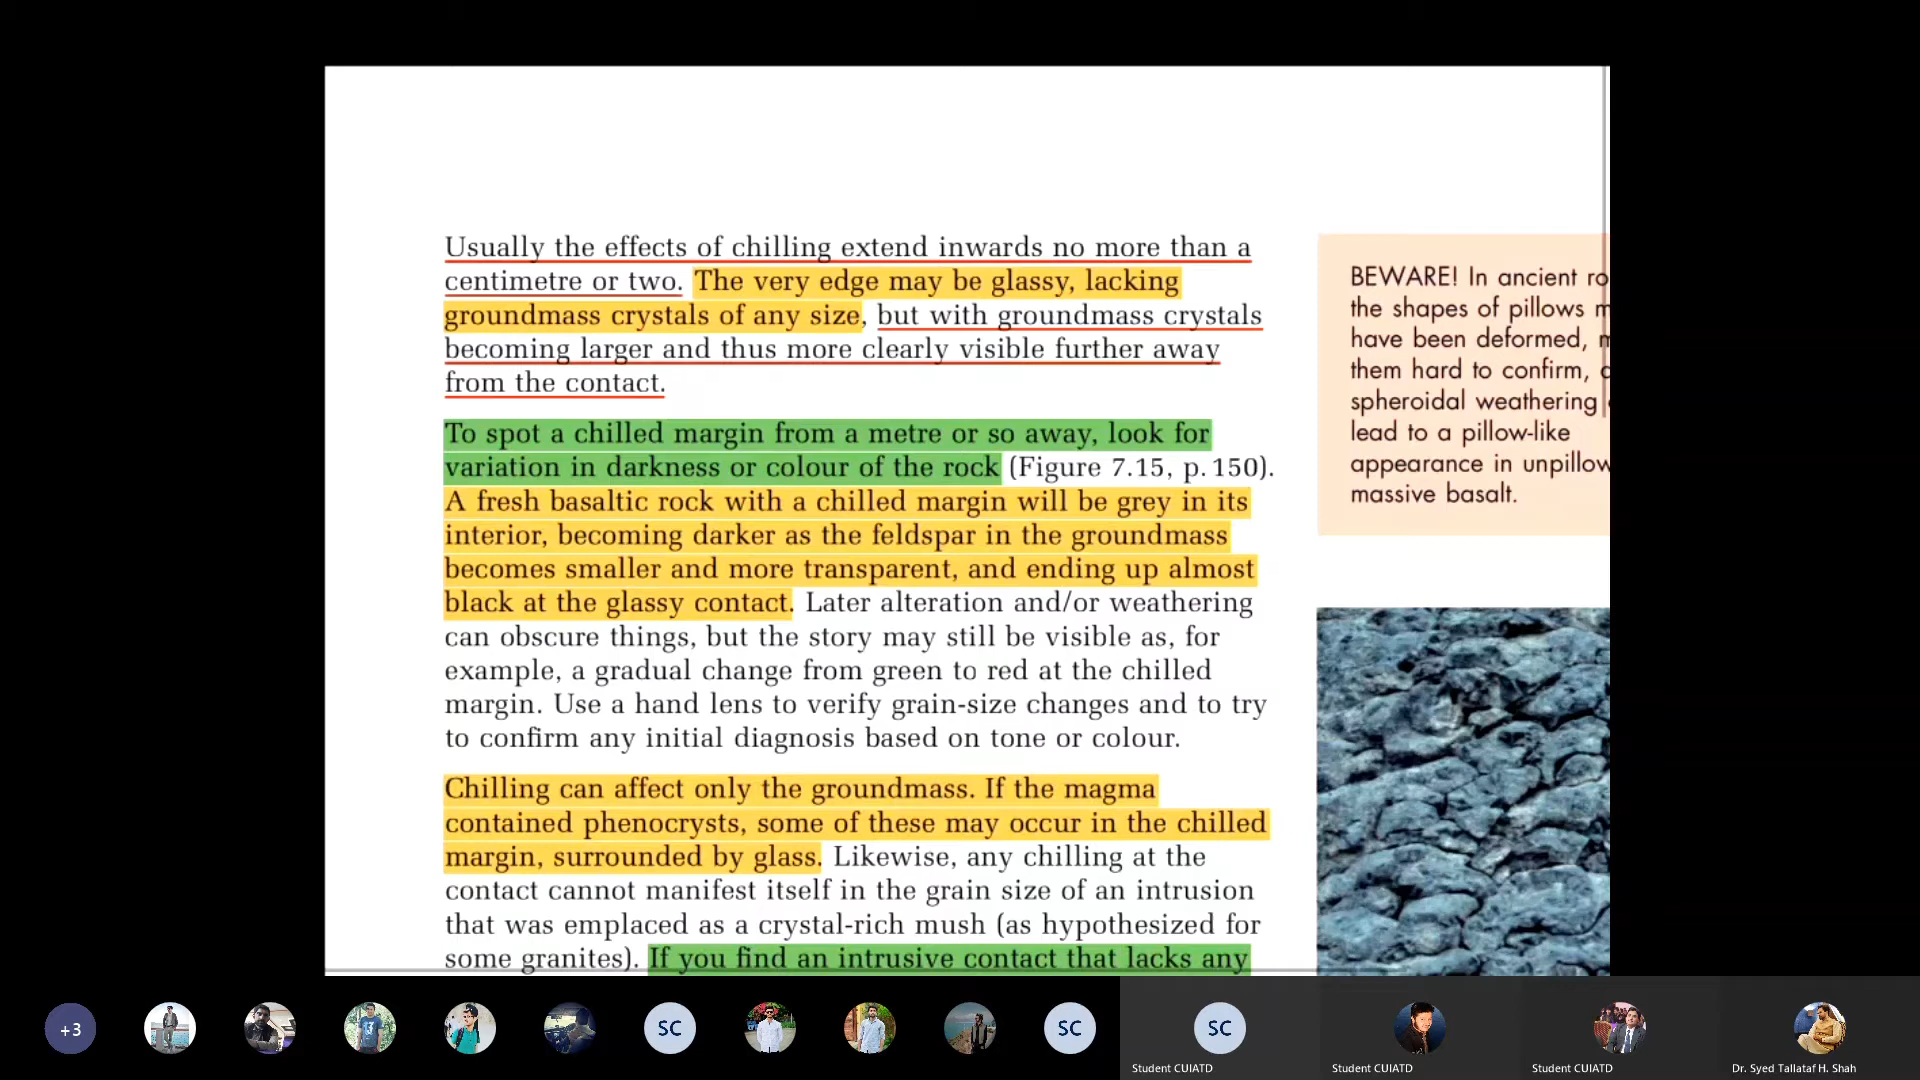 Usually the effects of chilling extend inwards no more than a
centimetre or two. The very edge may be glassy, lacking
groundmass crystals of any size, but with groundmass crystals
becoming larger and thus more clearly visible further away
from the contact.
To spot a chilled margin from a metre or so away, look for
variation in darkness or colour of the rock (Figure 7.15, p. 150).
A fresh basaltic rock with a chilled margin will be grey in its
interior, becoming darker as the feldspar in the groundmass
becomes smaller and more transparent, and ending up almost
black at the glassy contact. Later alteration and/or weathering
can obscure things, but the story may still be visible as, for
example, a gradual change from green to red at the chilled
margin. Use a hand lens to verify grain-size changes and to try
to confirm any initial diagnosis based on tone or colour.
Chilling can affect only the groundmass. If the magma
contained phenocrysts, some of these may occur in the chilled
margin, surrounded by glass. Likewise, any chilling at the
contact cannot manifest itself in the grain size of an intrusion
that was emplaced as a crystal-rich mush (as hypothesized for
some granites). If you find an intrusive contact that lacks any
BEWARE! In ancient
the shapes of pillows
have been deformed,
them hard to confirm,
spheroidal weathering
lead to a pillow-like
appearance in
massive basalt.
+3
SC
SC
SC
Student CUIATD
Student CUIATD
Student CUIATD
Dr. Syed Tallataf H. Shah